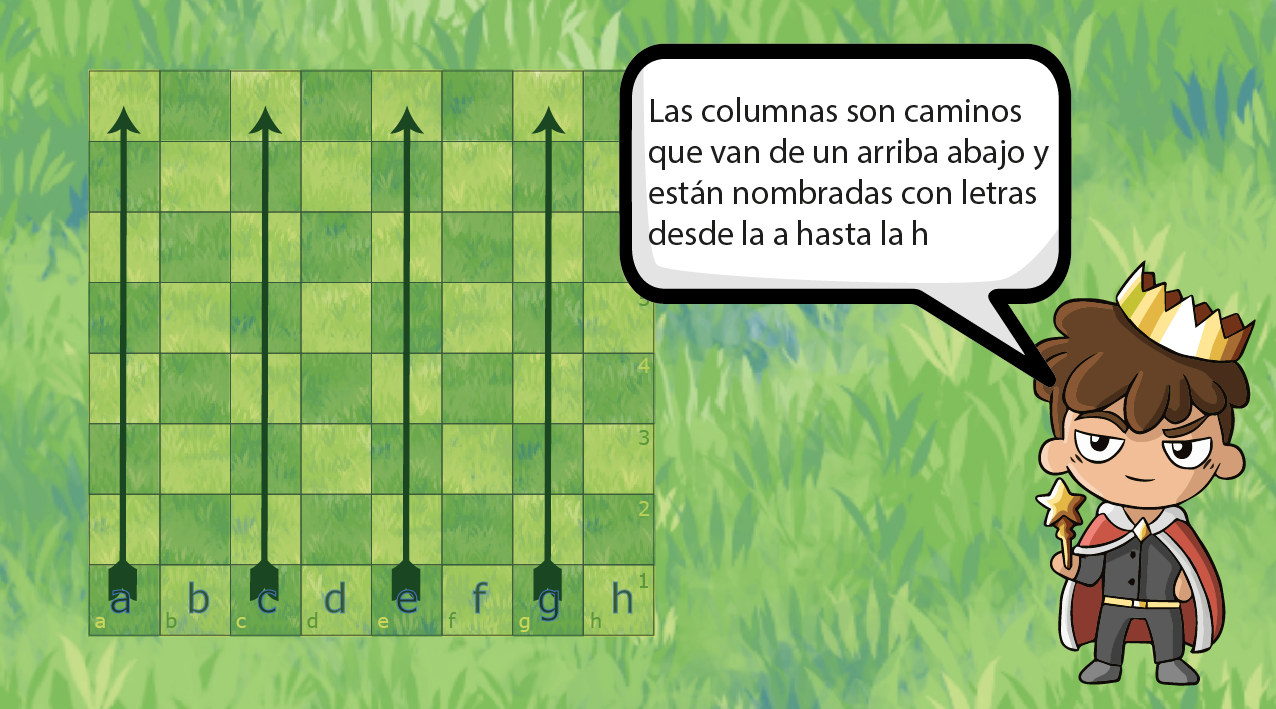 Las columnas son caminos
que van de un arriba abajo y
están nombradas con letras
desde la a hasta la h
5
4
3
2
1
a b c d e f g h
a b c d e f g h